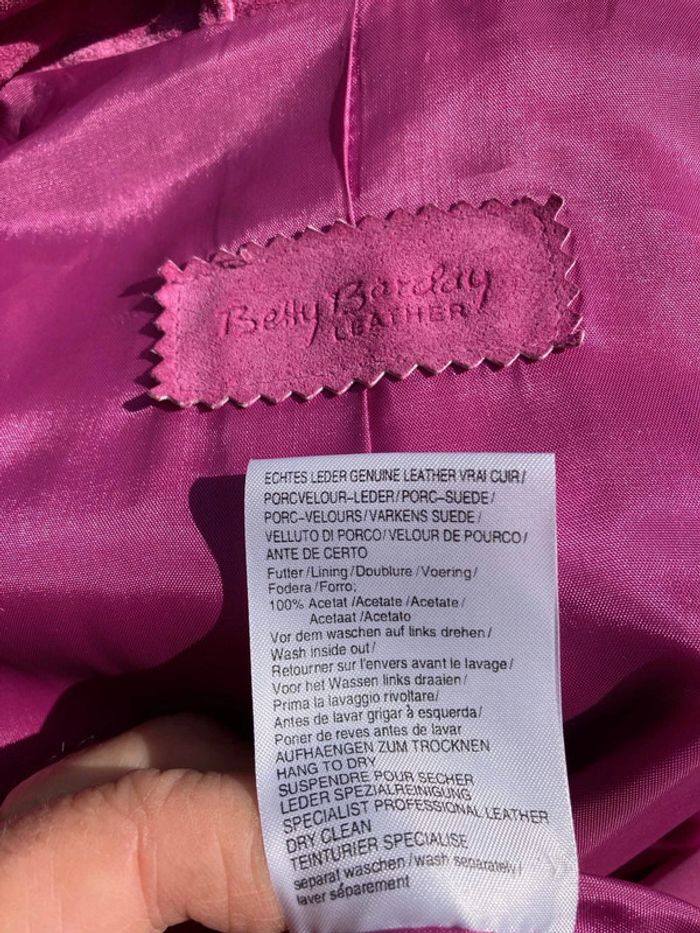 Betty Barclay
LEATHER
ECHTES LEDER GENUINE LEATHER VRAI CUIR/
PORCVELOUR-LEDER/PORC-SUEDE/
PORC-VELOURS/VARKENS SUEDE/
VELLUTO DI PORCO/VELOUR DE POURCO/
ANTE DE CERTO
Futter/Lining/Doublure/Voering/
Fodera/Forro;
100% Acetat/Acetate/Acetate/
Acetaat/Acetato
Vor dem waschen auf links drehen/
Wash inside out/
Retourner sur l'envers avant le lavage/
Voor het Wassen links draaien/
Prima la lavaggio rivoltare/
Antes de lavar grigar à esquerda/
Poner de reves antes de lavar
AUFHAENGEN ZUM TROCKNEN
HANG TO DRY
SUSPENDRE POUR SECHER
LEDER SPEZIALREINIGUNG
SPECIALIST PROFESSIONAL LEATHER
DRY CLEAN
TEINTURIER SPECIALISE
separat waschen/wash separately/
laver séparement